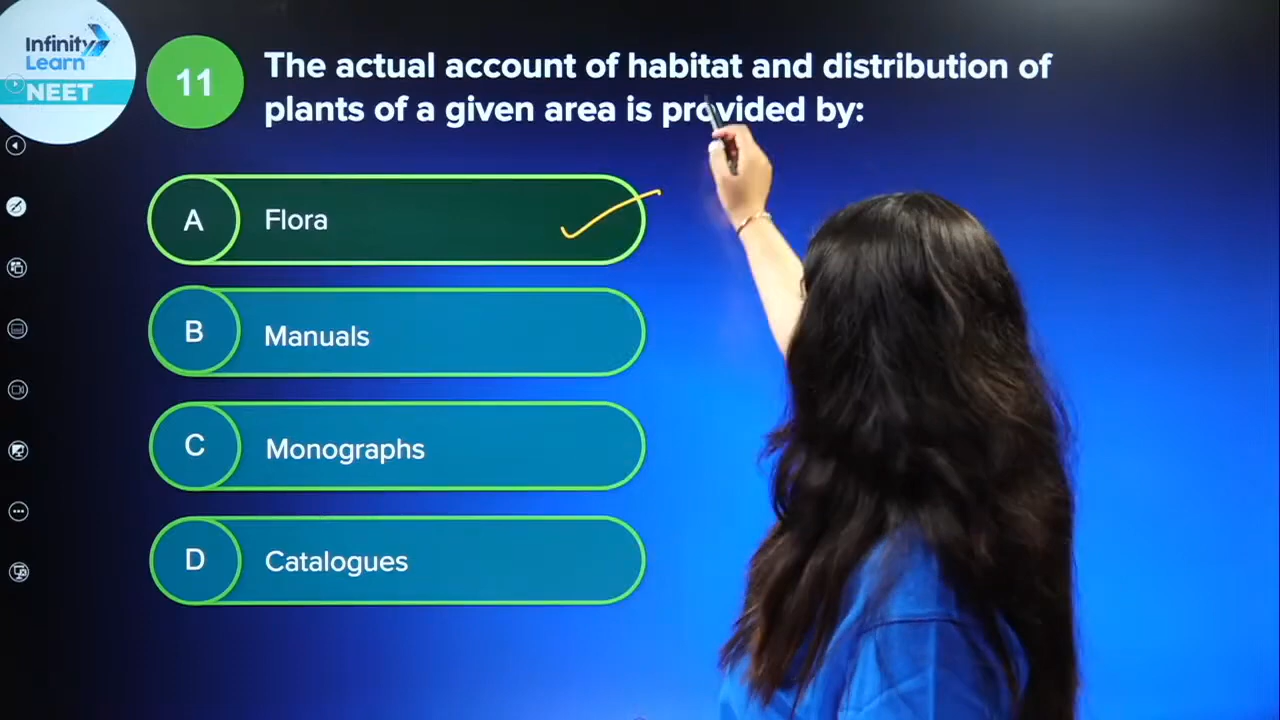 Infinity
Learn
NEET
11
The actual account of habitat and distribution of
plants of a given area is provided by:
A
Flora
B
Manuals
C
Monographs
D
Catalogues